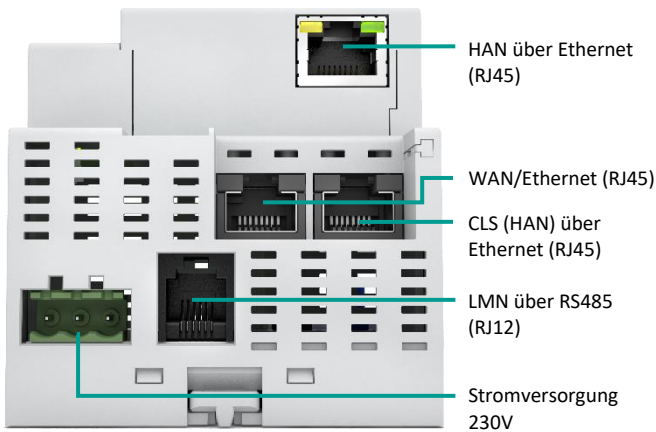 HAN über Ethernet
(RJ45)
WAN/Ethernet (RJ45)
CLS (HAN) über
Ethernet (RJ45)
LMN über RS485
(RJ12)
Stromversorgung
230V